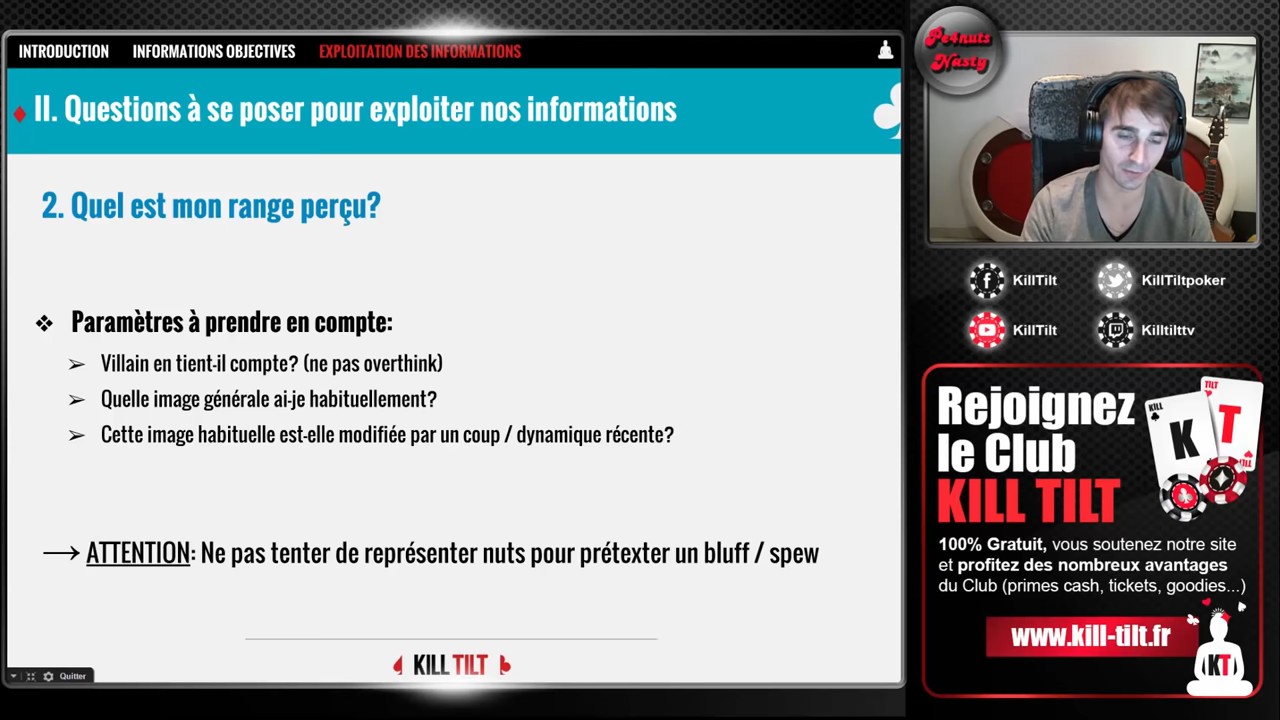 INTRODUCTION INFORMATIONS OBJECTIVES EXPLOITATION DES INFORMATIONS
II. Questions à se poser pour exploiter nos informations
2. Quel est mon range perçu?
Paramètres à prendre en compte:
Villain en tient-il compte? (ne pas overthink)
Quelle image générale ai-je habituellement?
Cette image habituelle est-elle modifiée par un coup / dynamique récente?
ATTENTION: Ne pas tenter de représenter nuts pour prétexter un bluff / spew
KILL TILT
Quitter
Pe4nuts
Nasty
KillTilt
KillTiltpoker
KillTilt
Killtilttv
Rejoignez
le Club
KILL TILT
KILL
K
TILT
T
TILT
100% Gratuit, vous soutenez notre site
et profitez des nombreux avantages
du Club (primes cash, tickets, goodies...)
www.kill-tilt.fr
KT